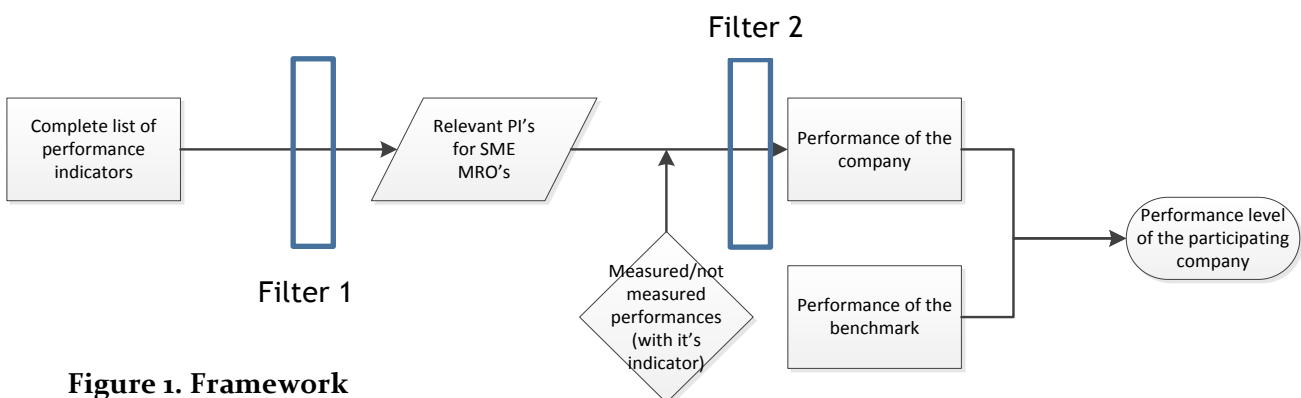 Filter 2
Complete list of
performance
indicators
Relevant PI's
for SME
MRO's
Performance of the
company
Performance level
of the participating
company
Filter 1
Measured/not
measured
performances
(with it's
indicator)
Performance of the
benchmark
Figure 1. Framework